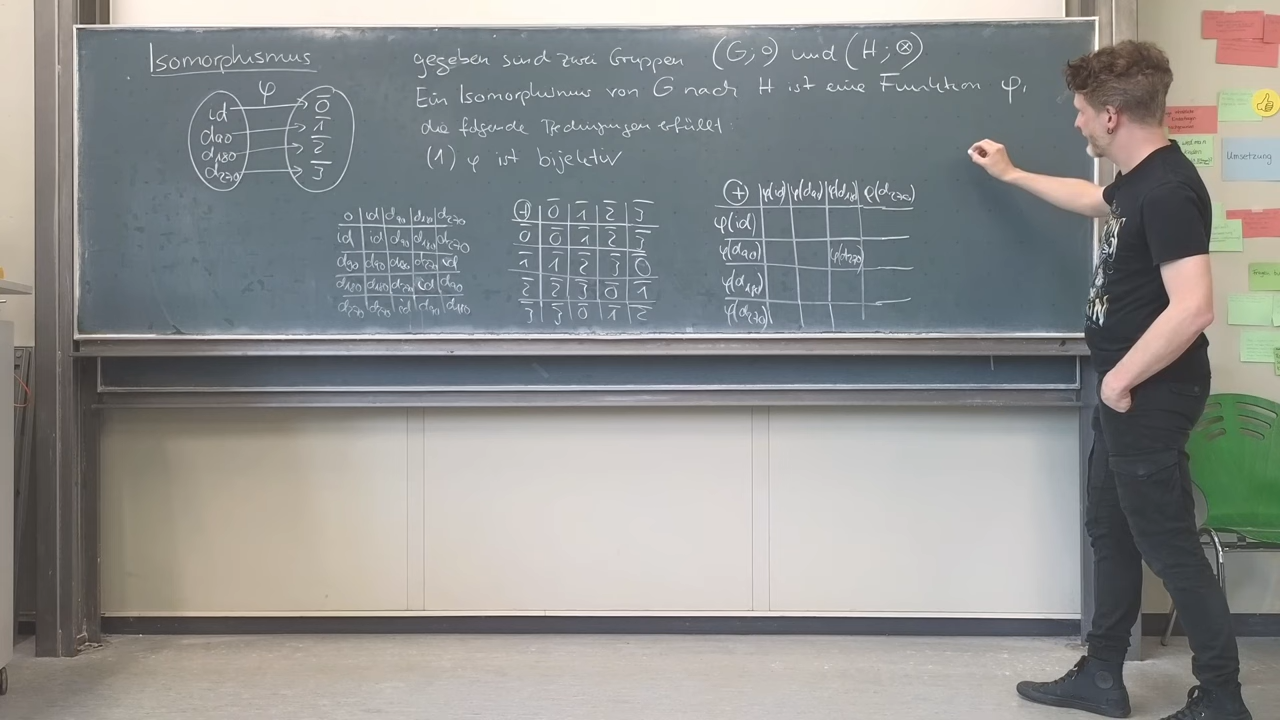 Isomorphismus
gegeben sind zwei Gruppen (G; ∘) und (H; ⊗)
Ein Isomorphismus von G nach H ist eine Funktion φ,
die folgende Bedingungen erfüllt:
(1) φ ist bijektiv
φ
id 0̅
d90 1̅
d180 2̅
d270 3̅
∘ id d90 d180 d270
id id d90 d180 d270
d90 d90 d180 d270 id
d180 d180 d270 id d90
d270 d270 id d90 d180
⊕ 0̅ 1̅ 2̅ 3̅
0̅ 0̅ 1̅ 2̅ 3̅
1̅ 1̅ 2̅ 3̅ 0̅
2̅ 2̅ 3̅ 0̅ 1̅
3̅ 3̅ 0̅ 1̅ 2̅
⊕ φ(id) φ(d90) φ(d180) φ(d270)
φ(id)
φ(d90) φ(d270)
φ(d180)
φ(d270)
Umsetzung